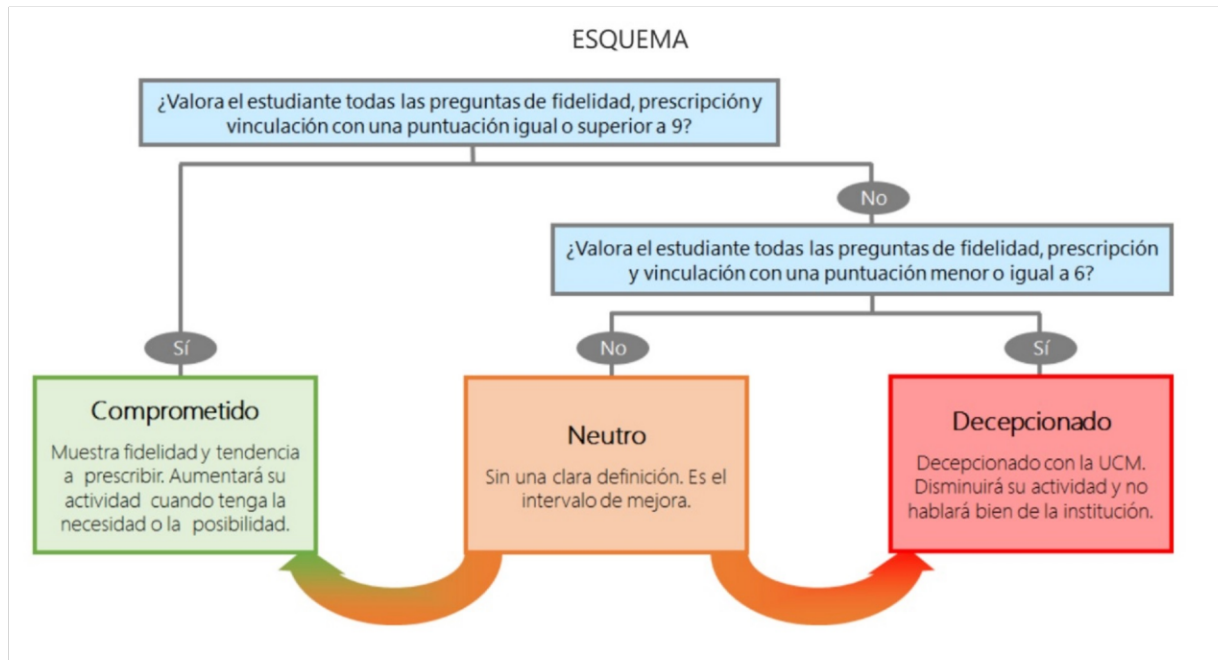 ESQUEMA
¿Valora el estudiante todas las preguntas de fidelidad, prescripción y
vinculación con una puntuación igual o superior a 9?
No
¿Valora el estudiante todas las preguntas de fidelidad, prescripción
y vinculación con una puntuación menor o igual a 6?
Sí
No
Sí
Comprometido
Muestra fidelidad y tendencia
a prescribir. Aumentará su
actividad cuando tenga la
necesidad o la posibilidad.
Neutro
Sin una clara definición. Es el
intervalo de mejora.
Decepcionado
Decepcionado con la UCM.
Disminuirá su actividad y no
hablará bien de la institución.